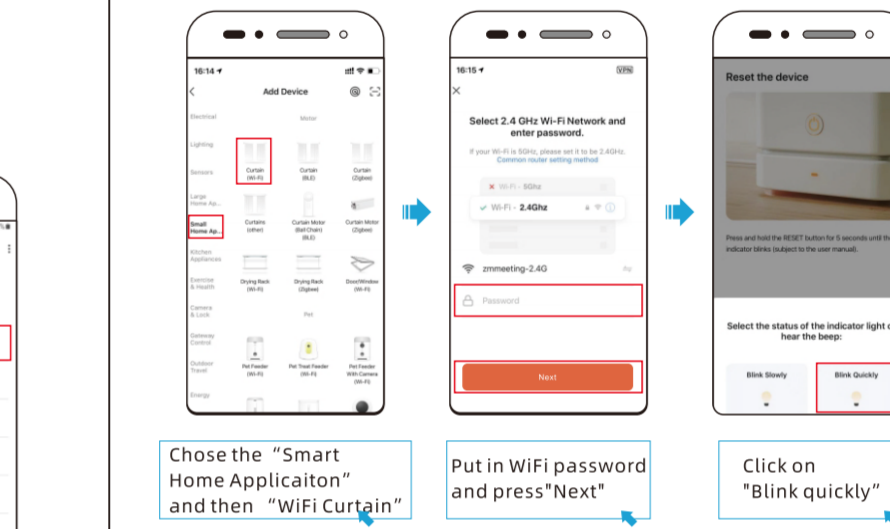 16:14
Add Device
Electrical
Lighting
Sensors
Large
Home Ap...
Small
Home Ap...
Kitchen
Appliances
Exercise
& Health
Camera
& Lock
Gateway
Control
Outdoor
Travel
Energy
Motor
Curtain
(Wi-Fi)
Curtain
(BLE)
Curtain
(Zigbee)
Curtains
(other)
Curtain Motor
(Ball Chain)
(BLE)
Curtain Motor
(Zigbee)
Drying Rack
(Wi-Fi)
Drying Rack
(Zigbee)
Door/Window
(Wi-Fi)
Pet
Pet Feeder
(Wi-Fi)
Pet Treat Feeder
(Wi-Fi)
Pet Feeder
With Camera
(Wi-Fi)
Chose the “Smart
Home Applicaiton”
and then “WiFi Curtain”
16:15
VPN
Select 2.4 GHz Wi-Fi Network and
enter password.
If your Wi-Fi is 5GHz, please set it to be 2.4GHz.
Common router setting method
Wi-Fi - 5Ghz
Wi-Fi - 2.4Ghz
zmmeeting-2.4G
Password
Next
Put in WiFi password
and press"Next"
Reset the device
Press and hold the RESET button for 5 seconds until the
indicator blinks (subject to the user manual).
Select the status of the indicator light
hear the beep:
Blink Slowly
Blink Quickly
Click on
"Blink quickly”